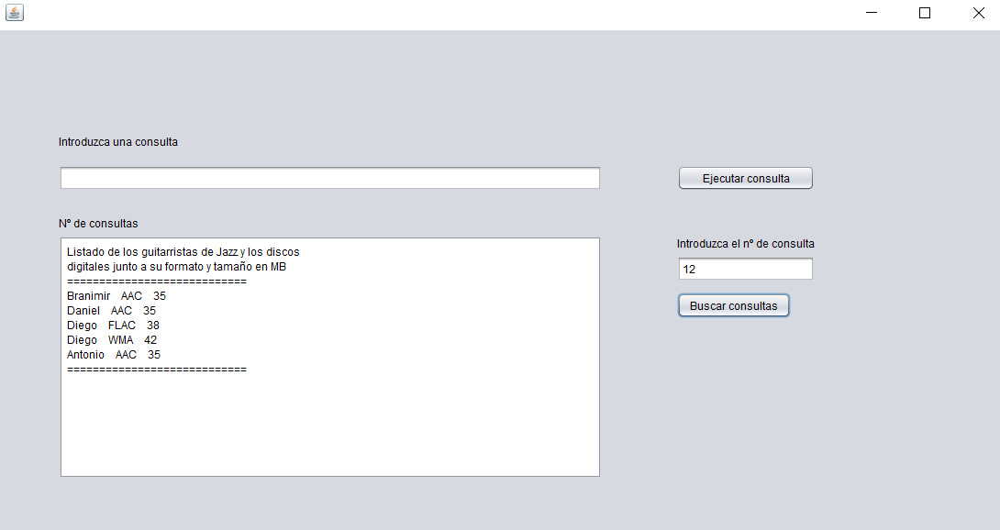 Introduzca una consulta
Ejecutar consulta
Nº de consultas
Listado de los guitarristas de Jazz y los discos
digitales junto a su formato y tamaño en MB
============================
Branimir AAC 35
Daniel AAC 35
Diego FLAC 38
Diego WMA 42
Antonio AAC 35
============================
Introduzca el nº de consulta
12
Buscar consultas